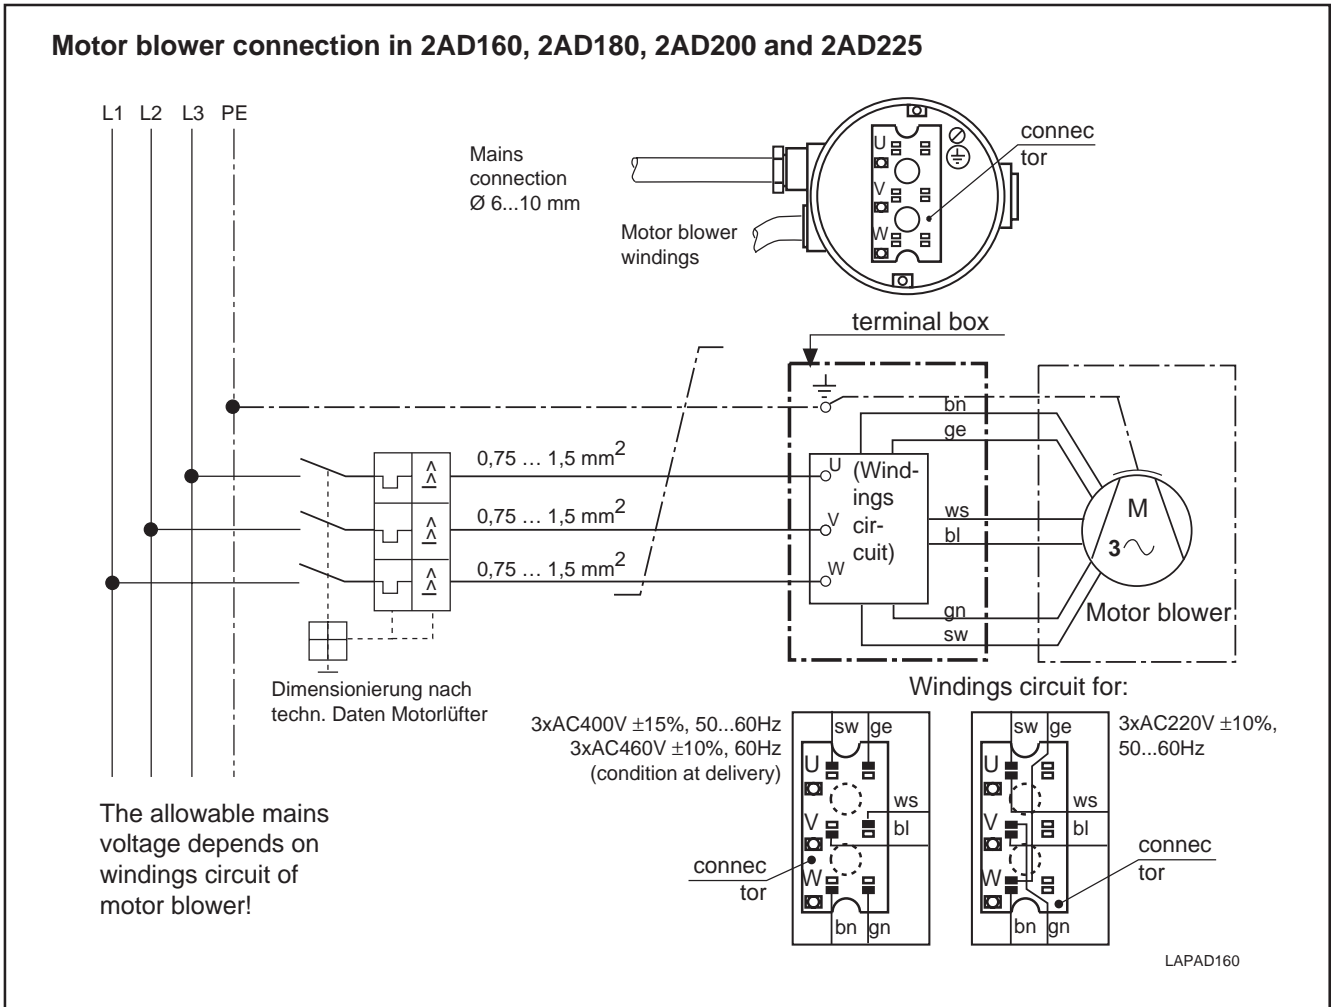 Motor blower connection in 2AD160, 2AD180, 2AD200 and 2AD225
L1 L2 L3 PE
Mains
connection
Ø 6...10 mm
Motor blower
windings
U
V
W
connec
tor
terminal box
bn
ge
0,75 … 1,5 mm2
0,75 … 1,5 mm2
0,75 … 1,5 mm2
>
>
>
>
>
>
U
V
W
(Wind-
ings
cir-
cuit)
ws
bl
gn
sw
M
3
Motor blower
Dimensionierung nach
techn. Daten Motorlüfter
Windings circuit for:
3xAC400V ±15%, 50...60Hz
3xAC460V ±10%, 60Hz
(condition at delivery)
sw ge
U
V
W
ws
bl
bn gn
connec
tor
sw ge
U
V
W
ws
bl
bn gn
3xAC220V ±10%,
50...60Hz
connec
tor
The allowable mains
voltage depends on
windings circuit of
motor blower!
LAPAD160